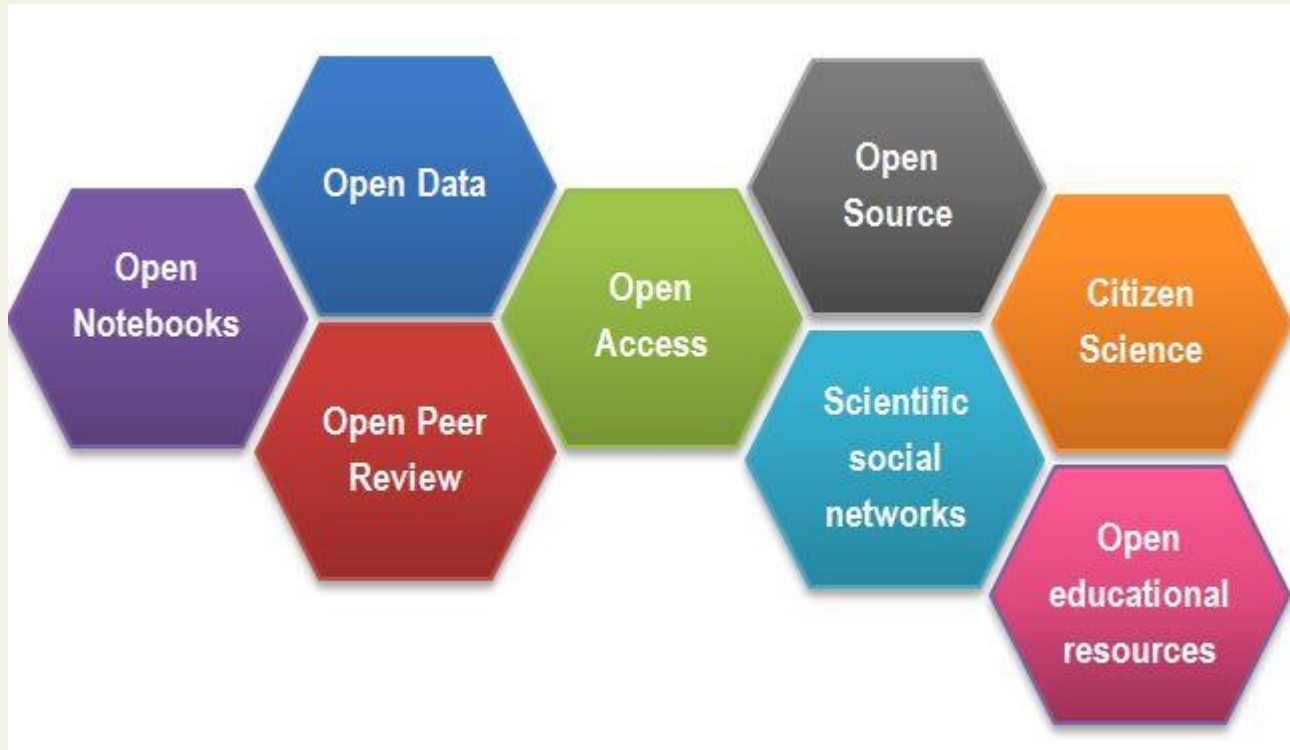 Open
Notebooks
Open Data
Open Peer
Review
Open
Access
Open
Source
Scientific
social
networks
Citizen
Science
Open
educational
resources